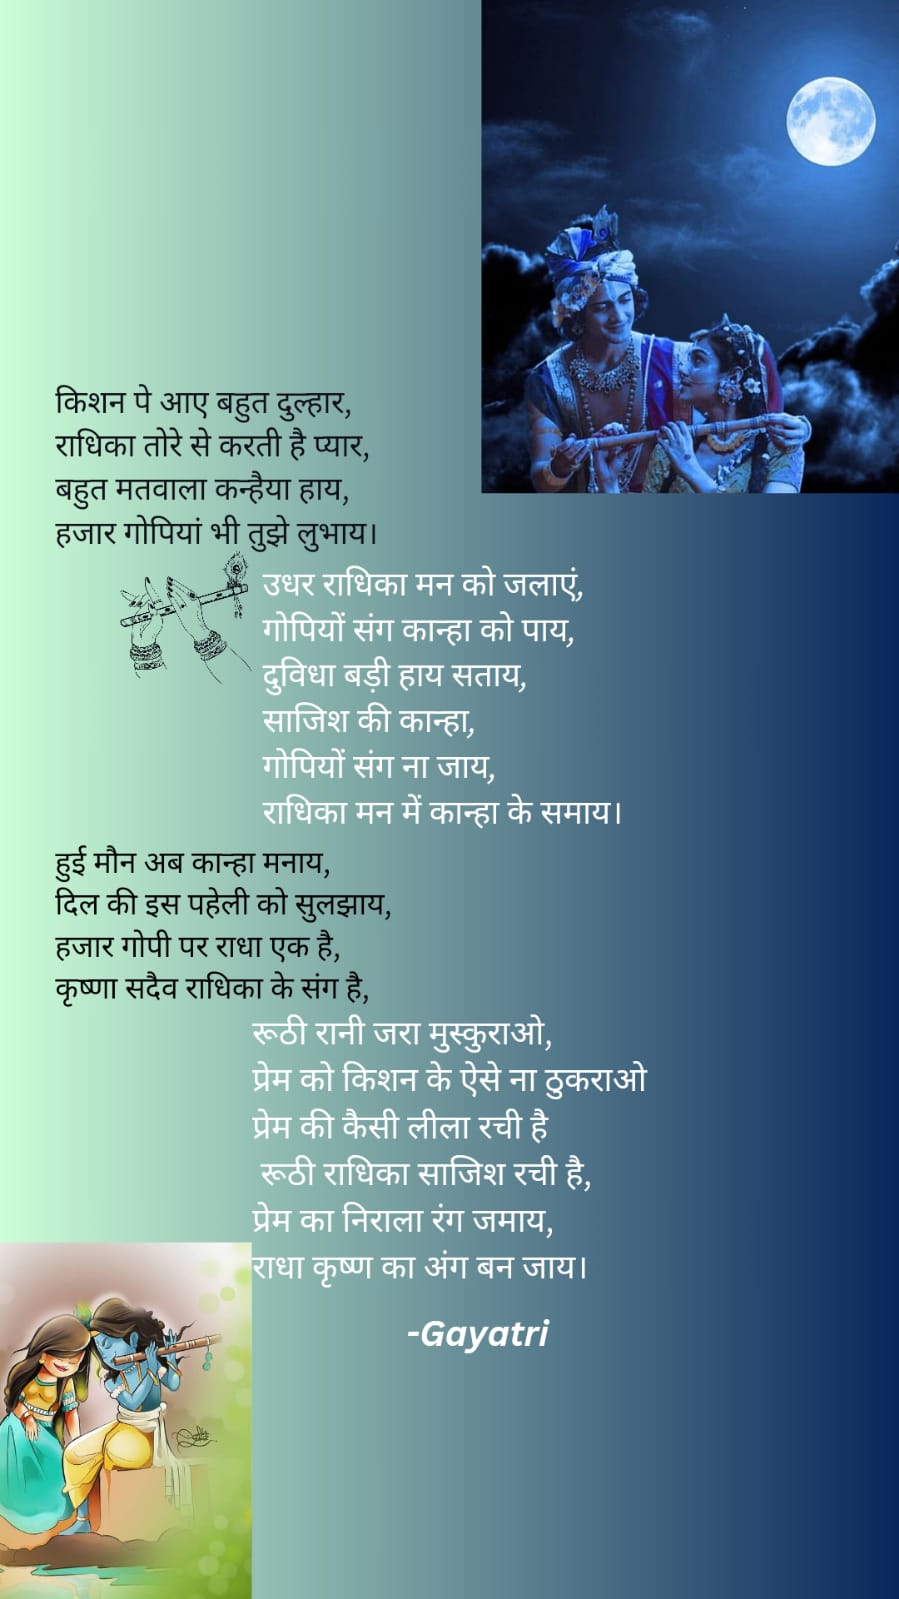 किशन पे आए बहुत दुल्हार,
राधिका तोरे से करती है प्यार,
बहुत मतवाला कन्हैया हाय,
हजार गोपियां भी तुझे लुभाय।
उधर राधिका मन को जलाएं,
गोपियों संग कान्हा को पाय,
दुविधा बड़ी हाय सताय,
साजिश की कान्हा,
गोपियों संग ना जाय,
राधिका मन में कान्हा के समाय।
हुई मौन अब कान्हा मनाय,
दिल की इस पहेली को सुलझाय,
हजार गोपी पर राधा एक है,
कृष्णा सदैव राधिका के संग है,
रूठी रानी जरा मुस्कुराओ,
प्रेम को किशन के ऐसे ना ठुकराओ
प्रेम की कैसी लीला रची है
रूठी राधिका साजिश रची है,
प्रेम का निराला रंग जमाय,
राधा कृष्ण का अंग बन जाय।
-Gayatri